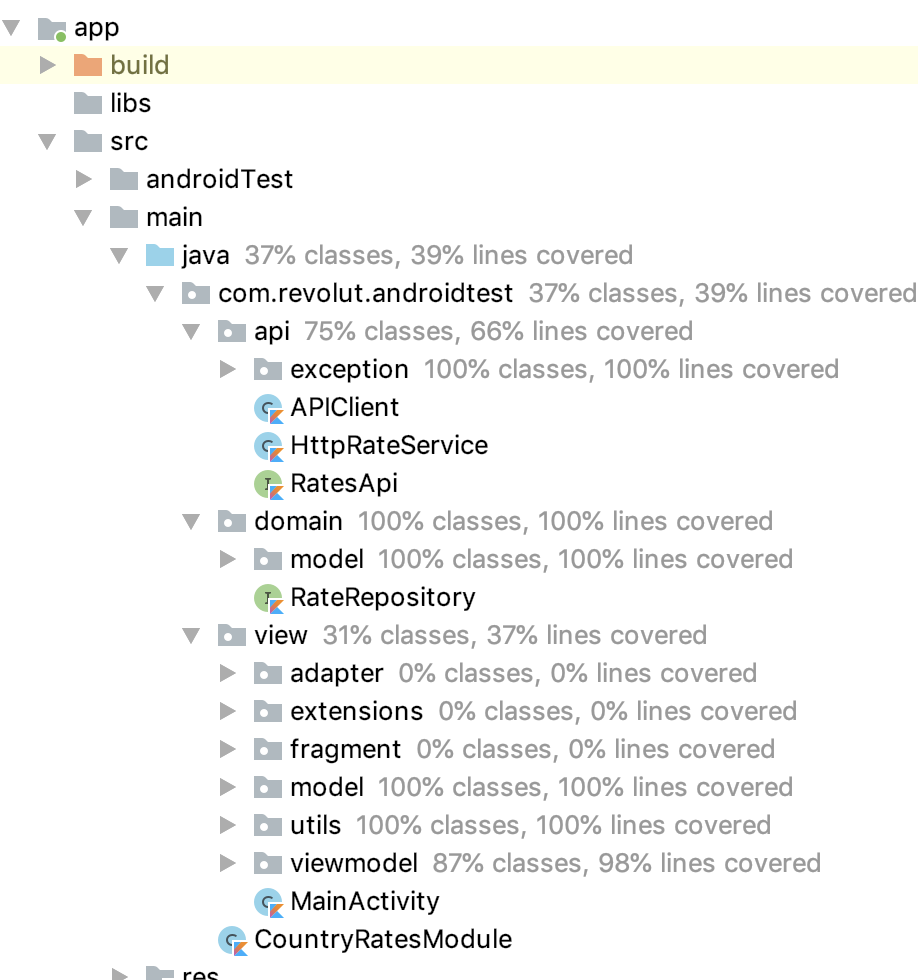 app
build
libs
src
androidTest
main
java 37% classes, 39% lines covered
com.revolut.androidtest 37% classes, 39% lines covered
api 75% classes, 66% lines covered
exception 100% classes, 100% lines covered
APIClient
HttpRateService
RatesApi
domain 100% classes, 100% lines covered
model 100% classes, 100% lines covered
RateRepository
view 31% classes, 37% lines covered
adapter 0% classes, 0% lines covered
extensions 0% classes, 0% lines covered
fragment 0% classes, 0% lines covered
model 100% classes, 100% lines covered
utils 100% classes, 100% lines covered
viewmodel 87% classes, 98% lines covered
MainActivity
CountryRatesModule
res